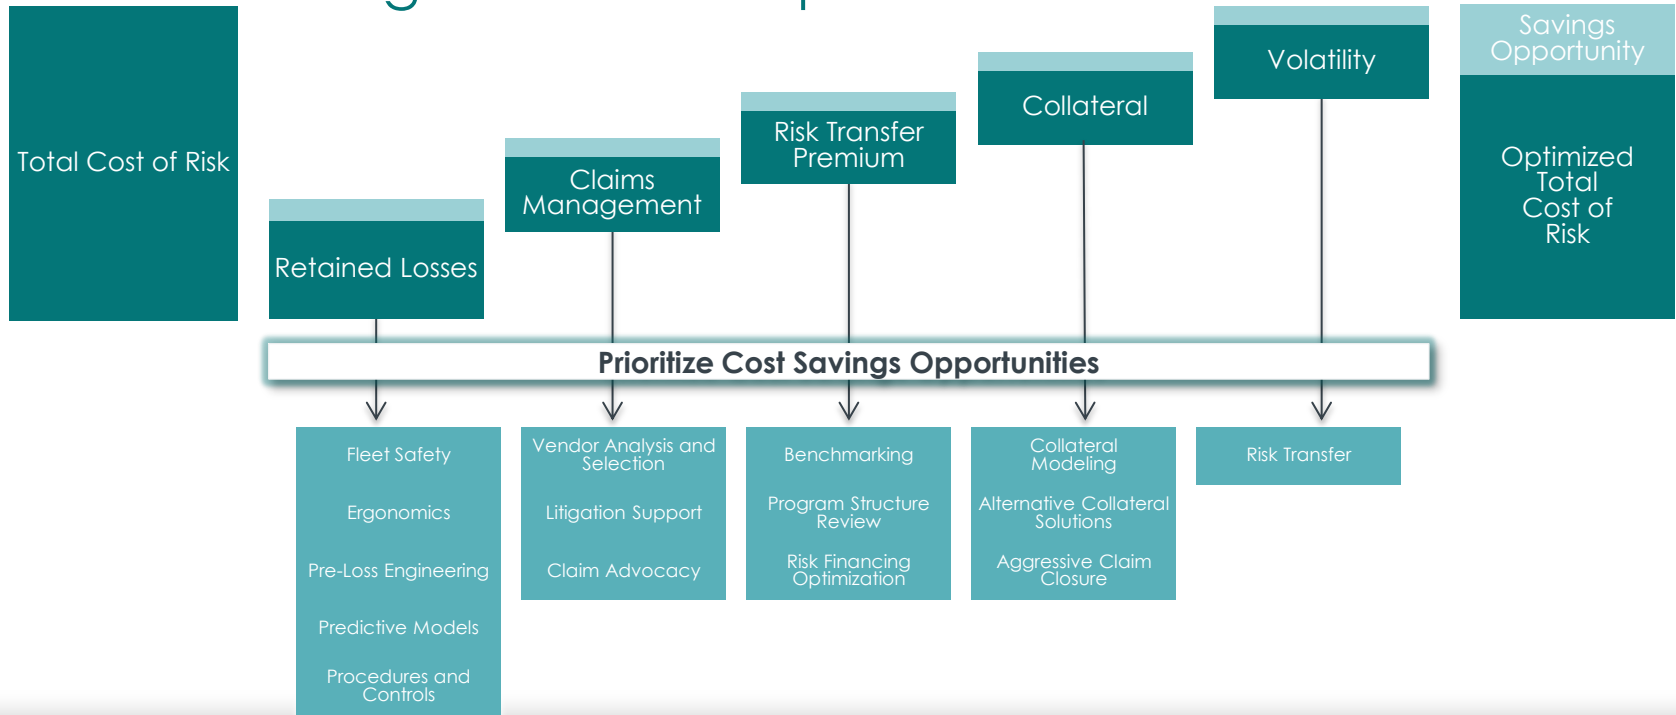 Total Cost of Risk
Retained Losses
Claims
Management
Risk Transfer
Premium
Collateral
Volatility
Savings
Opportunity
Optimized
Total
Cost of
Risk
Prioritize Cost Savings Opportunities
Fleet Safety
Ergonomics
Pre-Loss Engineering
Predictive Models
Procedures and
Controls
Vendor Analysis and
Selection
Litigation Support
Claim Advocacy
Benchmarking
Program Structure
Review
Risk Financing
Optimization
Collateral
Modeling
Alternative Collateral
Solutions
Aggressive Claim
Closure
Risk Transfer